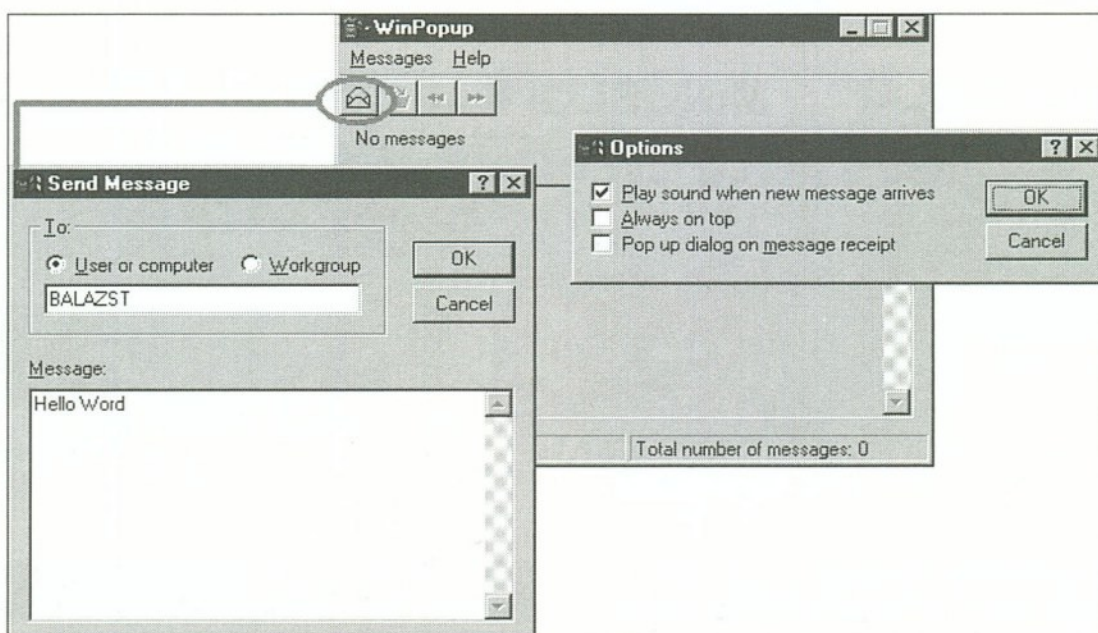 WinPopup
Messages Help
No messages
Options
Play sound when new message arrives
Always on top
Pop up dialog on message receipt
OK
Cancel
Send Message
To:
User or computer Workgroup
BALAZST
OK
Cancel
Message:
Hello Word
Total number of messages: 0